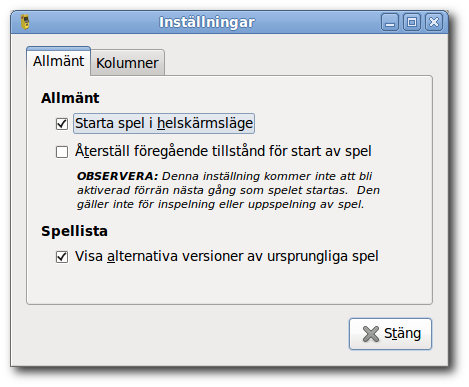 Inställningar
Allmänt
Kolumner
Allmänt
Starta spel i helskärmsläge
Återställ föregående tillstånd för start av spel
OBSERVERA: Denna inställning kommer inte att bli
aktiverad förrän nästa gång som spelet startas. Den
gäller inte för inspelning eller uppspelning av spel.
Spellista
Visa alternativa versioner av ursprungliga spel
Stäng